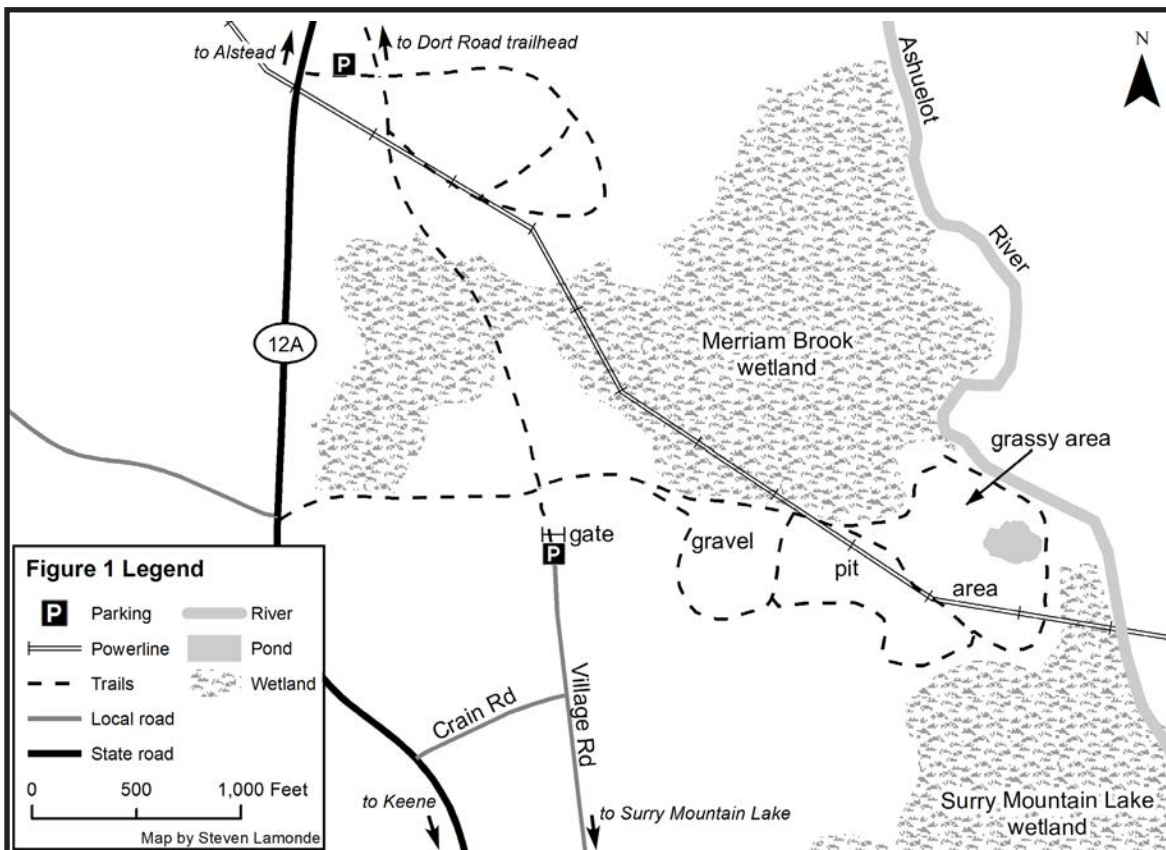 to Alstead
to Dort Road trailhead
P
N
Ashuelot
River
12A
Merriam Brook
wetland
grassy area
gate
P
gravel
pit
area
Crain Rd
Village Rd
to Keene
to Surry Mountain Lake
Surry Mountain Lake
wetland
Figure 1 Legend
P Parking
River
Powerline
Pond
Trails
Wetland
Local road
State road
0 500 1,000 Feet
Map by Steven Lamonde